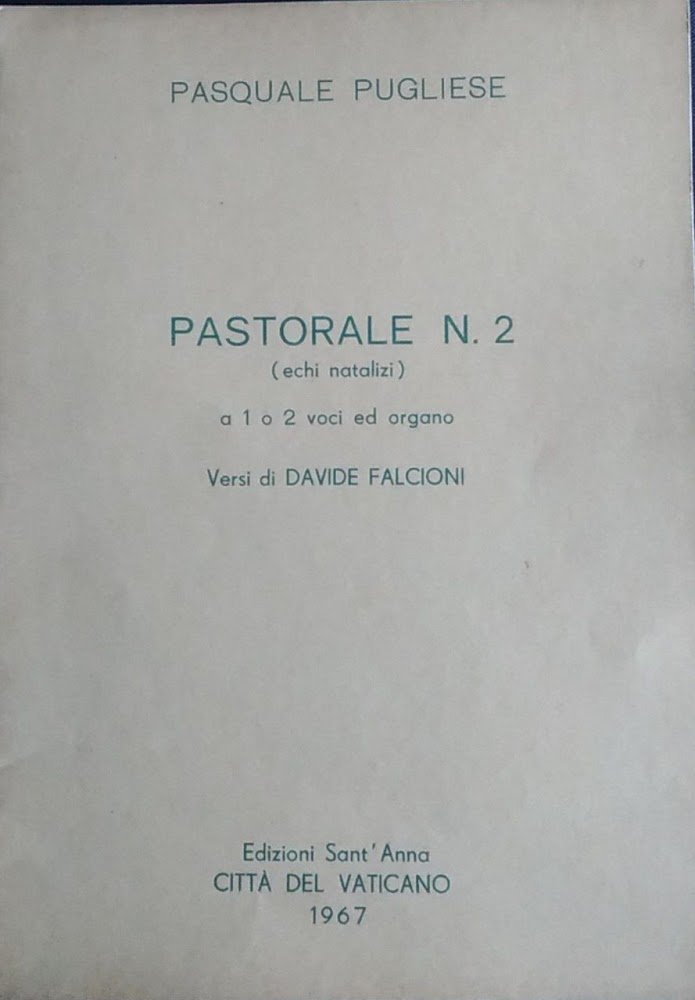 PASQUALE PUGLIESE
PASTORALE N. 2
(echi natalizi)
a 1 o 2 voci ed organo
Versi di DAVIDE FALCIONI
Edizioni Sant'Anna
CITTÀ DEL VATICANO
1967